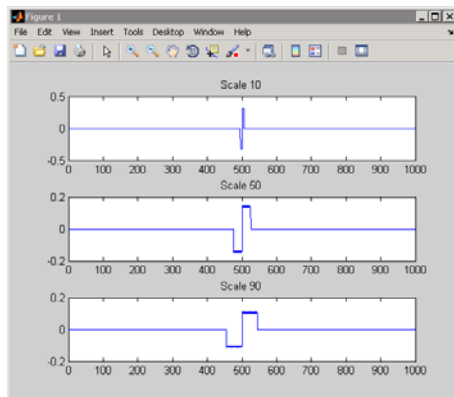 Figure 1
File Edit View Insert Tools Desktop Window Help
Scale 10
0.5
0
-0.5
0 100 200 300 400 500 600 700 800 900 1000
Scale 50
0.2
0
-0.2
0 100 200 300 400 500 600 700 800 900 1000
Scale 90
0.2
0
-0.2
0 100 200 300 400 500 600 700 800 900 1000